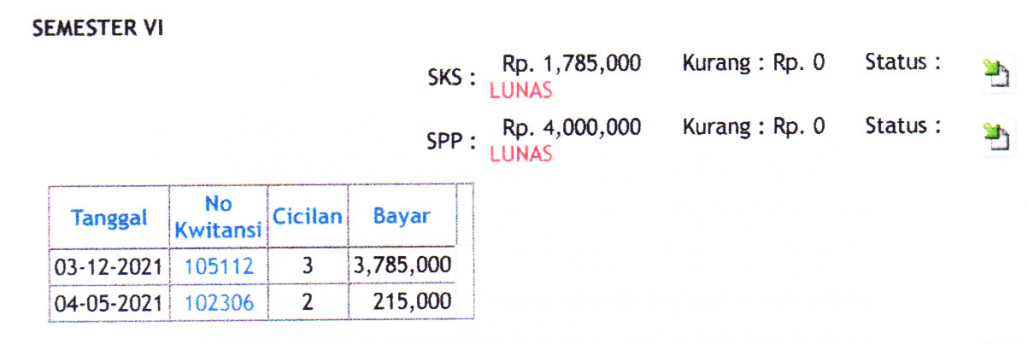 SEMESTER VI
SKS : Rp. 1,785,000 Kurang : Rp. 0 Status :
LUNAS
SPP : Rp. 4,000,000 Kurang : Rp. 0 Status :
LUNAS
Tanggal No Kwitansi Cicilan Bayar
03-12-2021 105112 3 3,785,000
04-05-2021 102306 2 215,000